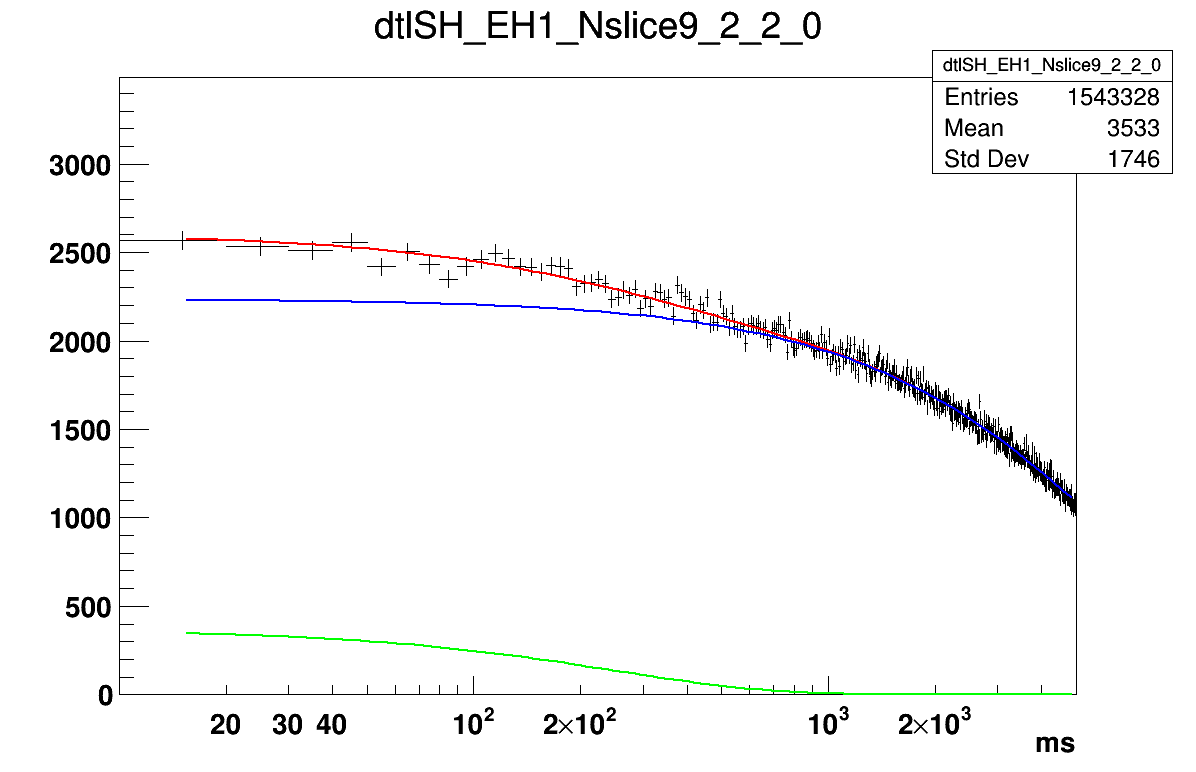 dtlSH_EH1_Nslice9_2_2_0
dtlSH_EH1_Nslice9_2_2_0
Entries 1543328
Mean 3533
Std Dev 1746
3000
2500
2000
1500
1000
500
0
20 30 40 10² 2×10² 10³ 2×10³
ms